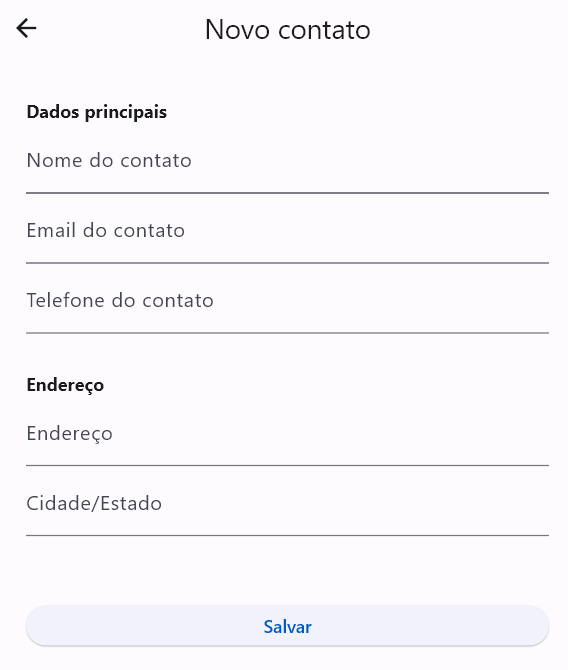 Novo contato
Dados principais
Nome do contato
Email do contato
Telefone do contato
Endereço
Endereço
Cidade/Estado
Salvar